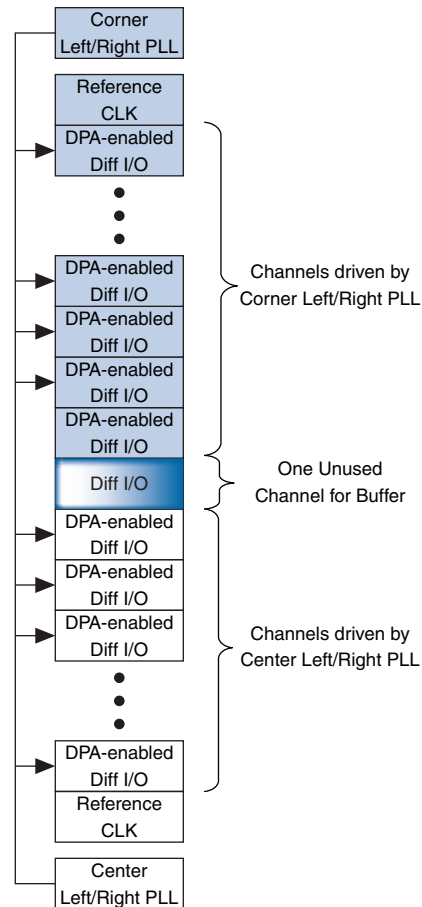 Corner
Left/Right PLL
Reference
CLK
DPA-enabled
Diff I/O
DPA-enabled
Diff I/O
DPA-enabled
Diff I/O
DPA-enabled
Diff I/O
DPA-enabled
Diff I/O
Channels driven by
Corner Left/Right PLL
Diff I/O
One Unused
Channel for Buffer
DPA-enabled
Diff I/O
DPA-enabled
Diff I/O
DPA-enabled
Diff I/O
Channels driven by
Center Left/Right PLL
DPA-enabled
Diff I/O
Reference
CLK
Center
Left/Right PLL